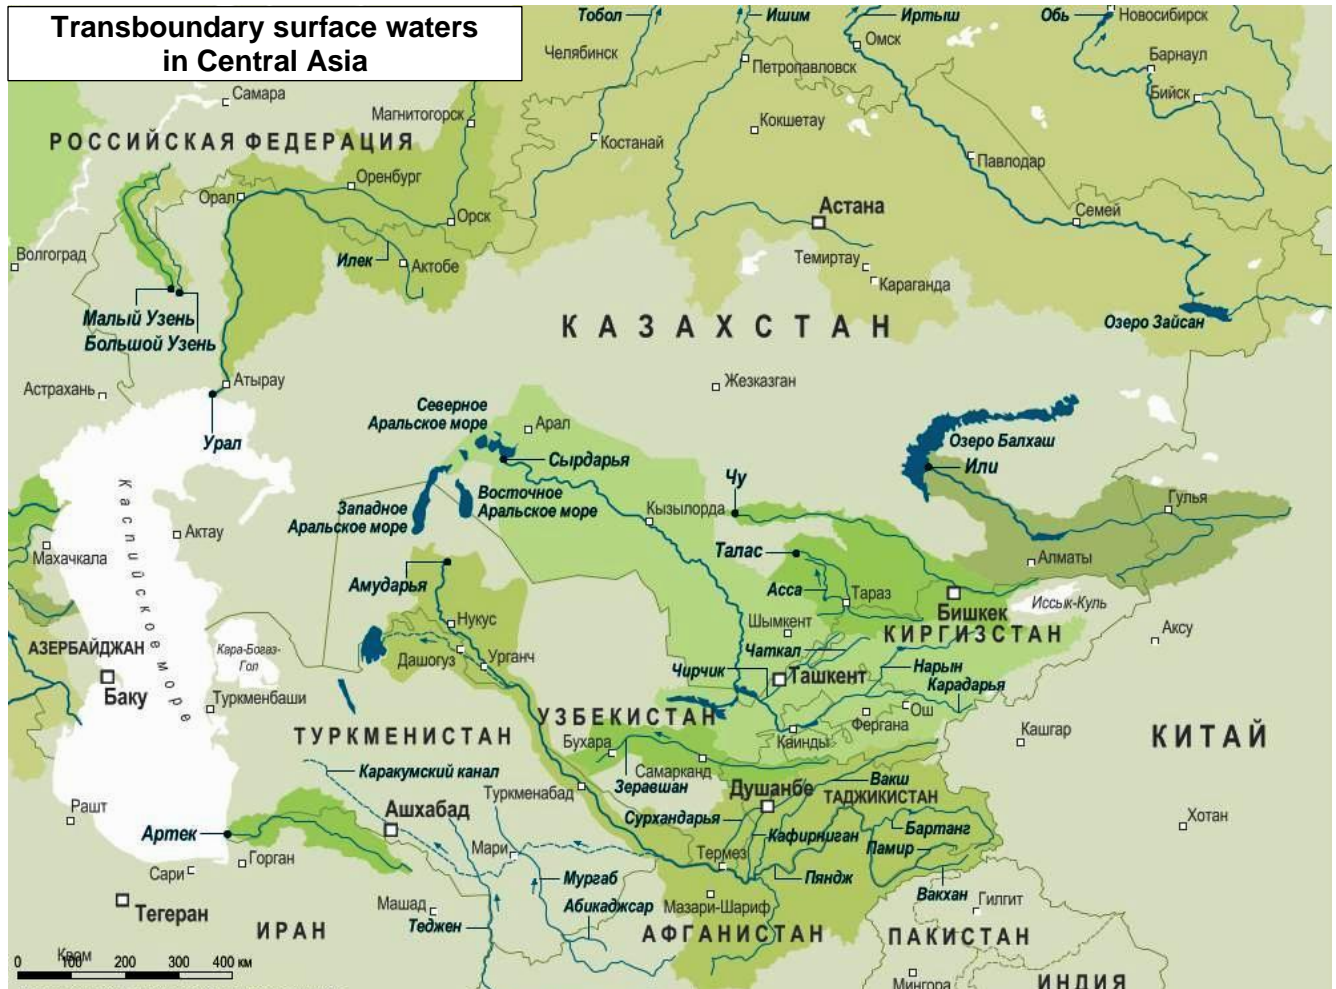 Transboundary surface waters
in Central Asia
Тобол
Ишим
Иртыш
Обь
Новосибирск
Челябинск
Омск
Петропавловск
Барнаул
Бийск
Самара
Магнитогорск
РОССИЙСКАЯ ФЕДЕРАЦИЯ
Кокшетау
Костанай
Павлодар
Оренбург
Орал
Орск
Астана
Семей
Волгоград
Илек
Актобе
Темиртау
Караганда
Малый Узень
Большой Узень
КАЗАХСТАН
Озеро Зайсан
Астрахань
Атырау
Жезказган
Урал
Северное
Аральское море
Арал
Озеро Балхаш
Сырдарья
Или
Каспийское море
Западное
Аральское море
Восточное
Аральское море
Кызылорда
Чу
Гулья
Актау
Махачкала
Талас
Алматы
Амударья
Асса
Тараз
Бишкек
Иссык-Куль
Нукус
Шымкент
КИРГИЗСТАН
Аксу
АЗЕРБАЙДЖАН
Кара-Богаз-
Гол
Дашогуз
Урганч
Чаткал
Чирчик
Ташкент
Нарын
Карадарья
Баку
Туркменбаши
Ош
Фергана
УЗБЕКИСТАН
ТУРКМЕНИСТАН
Бухара
Каинды
Кашгар
КИТАЙ
Каракумский канал
Самарканд
Зеравшан
Душанбе
Вакш
ТАДЖИКИСТАН
Туркменабад
Рашт
Ашхабад
Сурхандарья
Кафирниган
Бартанг
Хотан
Артек
Мари
Термез
Памир
Горган
Сари
Мургаб
Пяндж
Вакхан
Тегеран
Машад
Абикаджсар
Мазари-Шариф
Гилгит
Теджен
ИРАН
АФГАНИСТАН
ПАКИСТАН
0 100 200 300 400 км
Мингора
ИНДИЯ